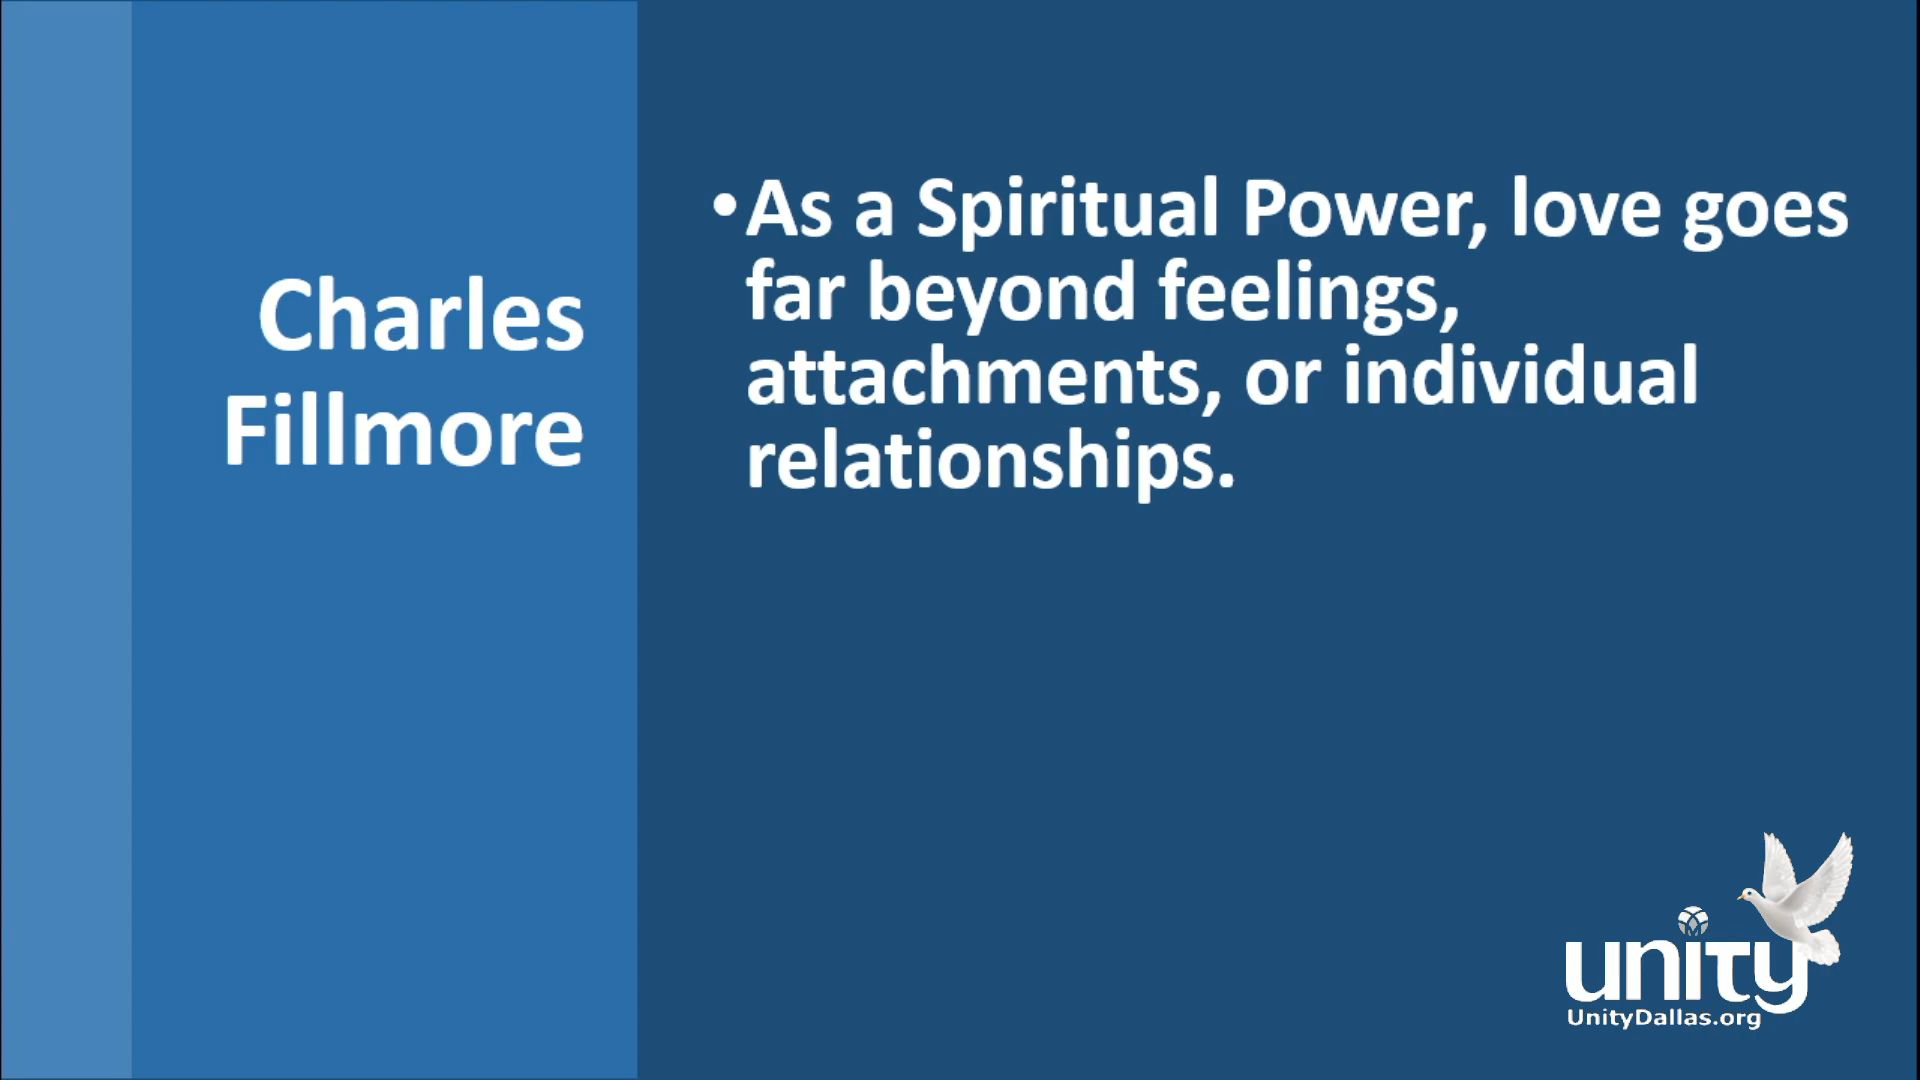 Charles
Fillmore
•As a Spiritual Power, love goes
far beyond feelings,
attachments, or individual
relationships.
unity
UnityDallas.org